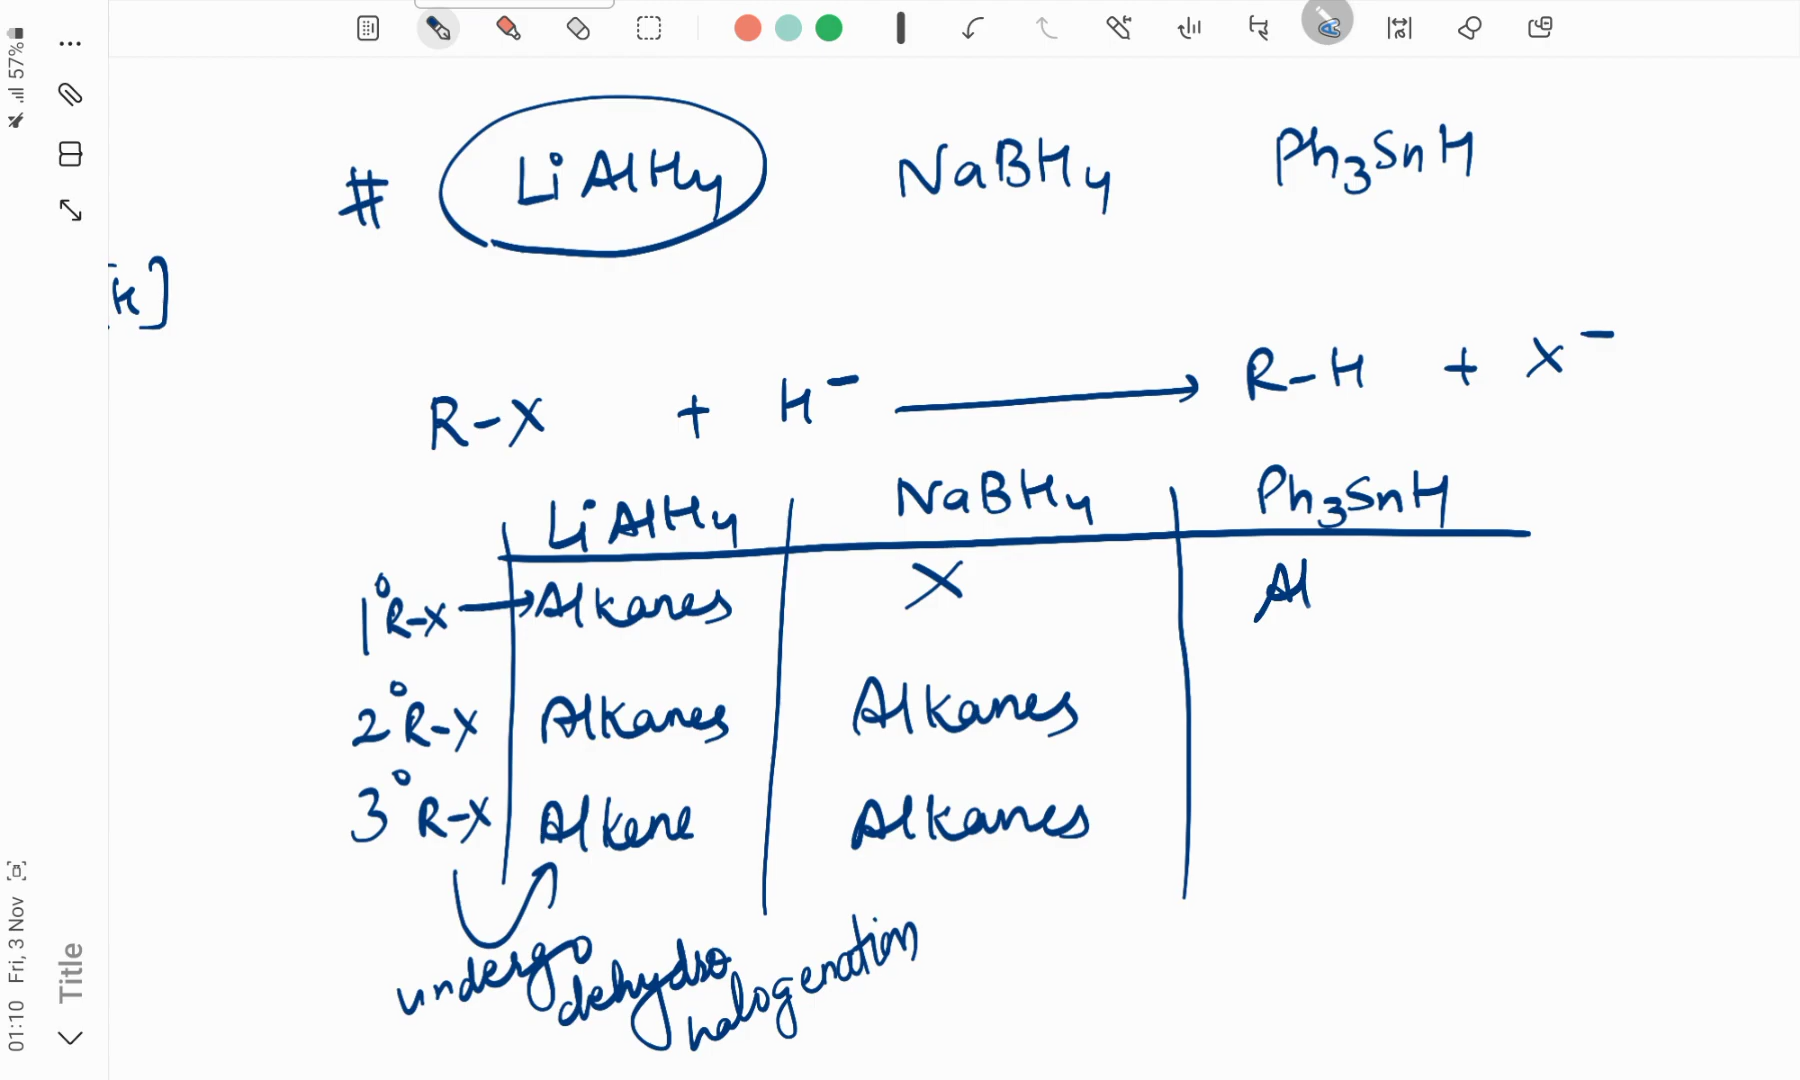 # LiAlH4 NaBH4 Ph3SnH
H]
R-X + H⁻ → R-H + X⁻
LiAlH4 NaBH4 Ph3SnH
1° R-X → Alkanes X Al
2° R-X Alkanes Alkanes
3° R-X Alkene Alkanes
undergo dehydro halogenation
57%
Title
01:10 Fri, 3 Nov